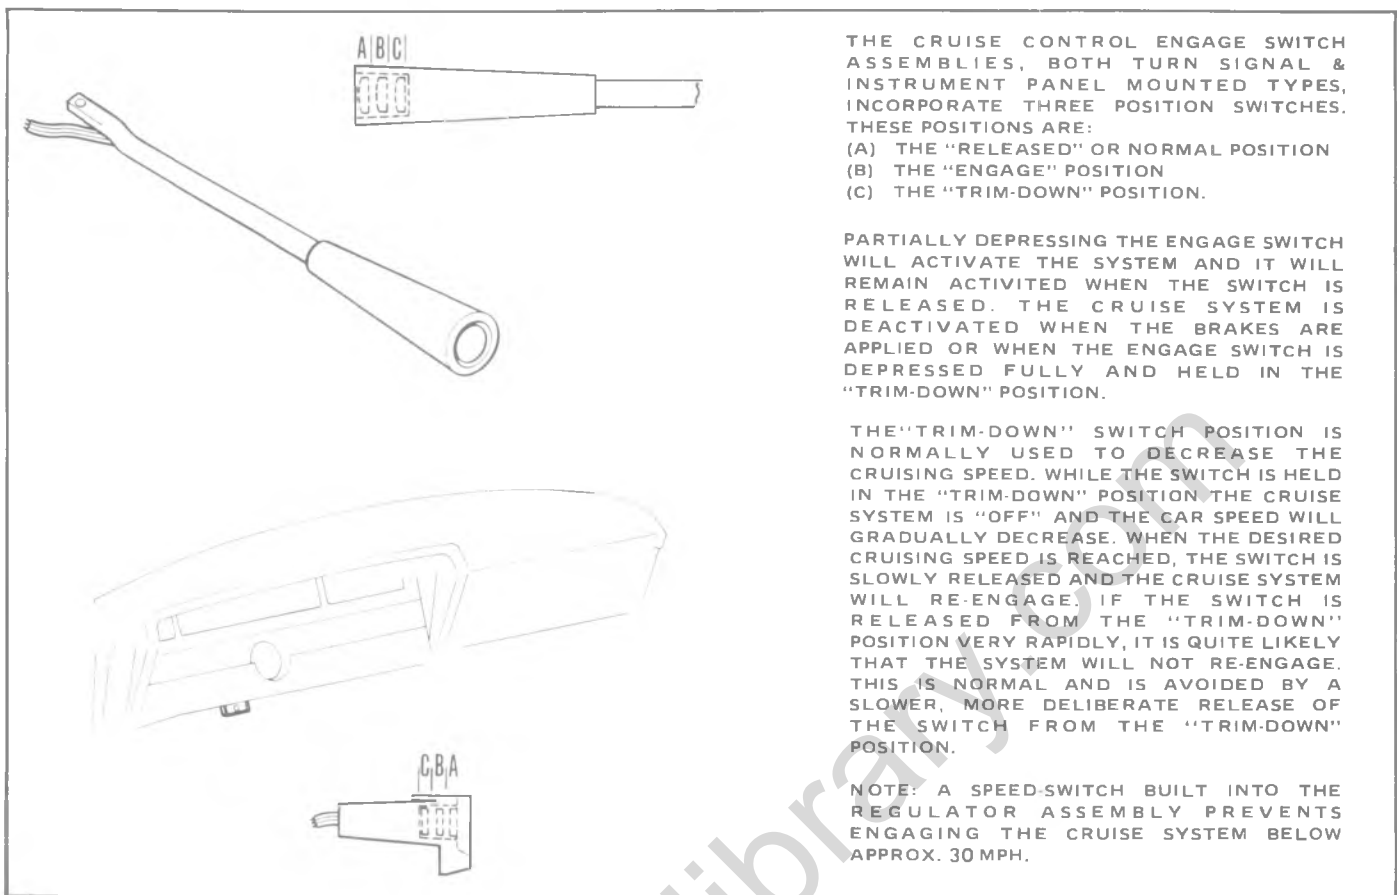 A B C
THE CRUISE CONTROL ENGAGE SWITCH
ASSEMBLIES, BOTH TURN SIGNAL &
INSTRUMENT PANEL MOUNTED TYPES,
INCORPORATE THREE POSITION SWITCHES.
THESE POSITIONS ARE:
(A) THE "RELEASED" OR NORMAL POSITION
(B) THE "ENGAGE" POSITION
(C) THE "TRIM-DOWN" POSITION.
PARTIALLY DEPRESSING THE ENGAGE SWITCH
WILL ACTIVATE THE SYSTEM AND IT WILL
REMAIN ACTIVITED WHEN THE SWITCH IS
RELEASED. THE CRUISE SYSTEM IS
DEACTIVATED WHEN THE BRAKES ARE
APPLIED OR WHEN THE ENGAGE SWITCH IS
DEPRESSED FULLY AND HELD IN THE
"TRIM-DOWN" POSITION.
THE "TRIM-DOWN" SWITCH POSITION IS
NORMALLY USED TO DECREASE THE
CRUISING SPEED. WHILE THE SWITCH IS HELD
IN THE "TRIM-DOWN" POSITION THE CRUISE
SYSTEM IS "OFF" AND THE CAR SPEED WILL
GRADUALLY DECREASE. WHEN THE DESIRED
CRUISING SPEED IS REACHED, THE SWITCH IS
SLOWLY RELEASED AND THE CRUISE SYSTEM
WILL RE-ENGAGE. IF THE SWITCH IS
RELEASED FROM THE "TRIM-DOWN"
POSITION VERY RAPIDLY, IT IS QUITE LIKELY
THAT THE SYSTEM WILL NOT RE-ENGAGE.
THIS IS NORMAL AND IS AVOIDED BY A
SLOWER, MORE DELIBERATE RELEASE OF
THE SWITCH FROM THE "TRIM-DOWN"
POSITION.
NOTE: A SPEED-SWITCH BUILT INTO THE
REGULATOR ASSEMBLY PREVENTS
ENGAGING THE CRUISE SYSTEM BELOW
APPROX. 30 MPH.
C B A
library.com